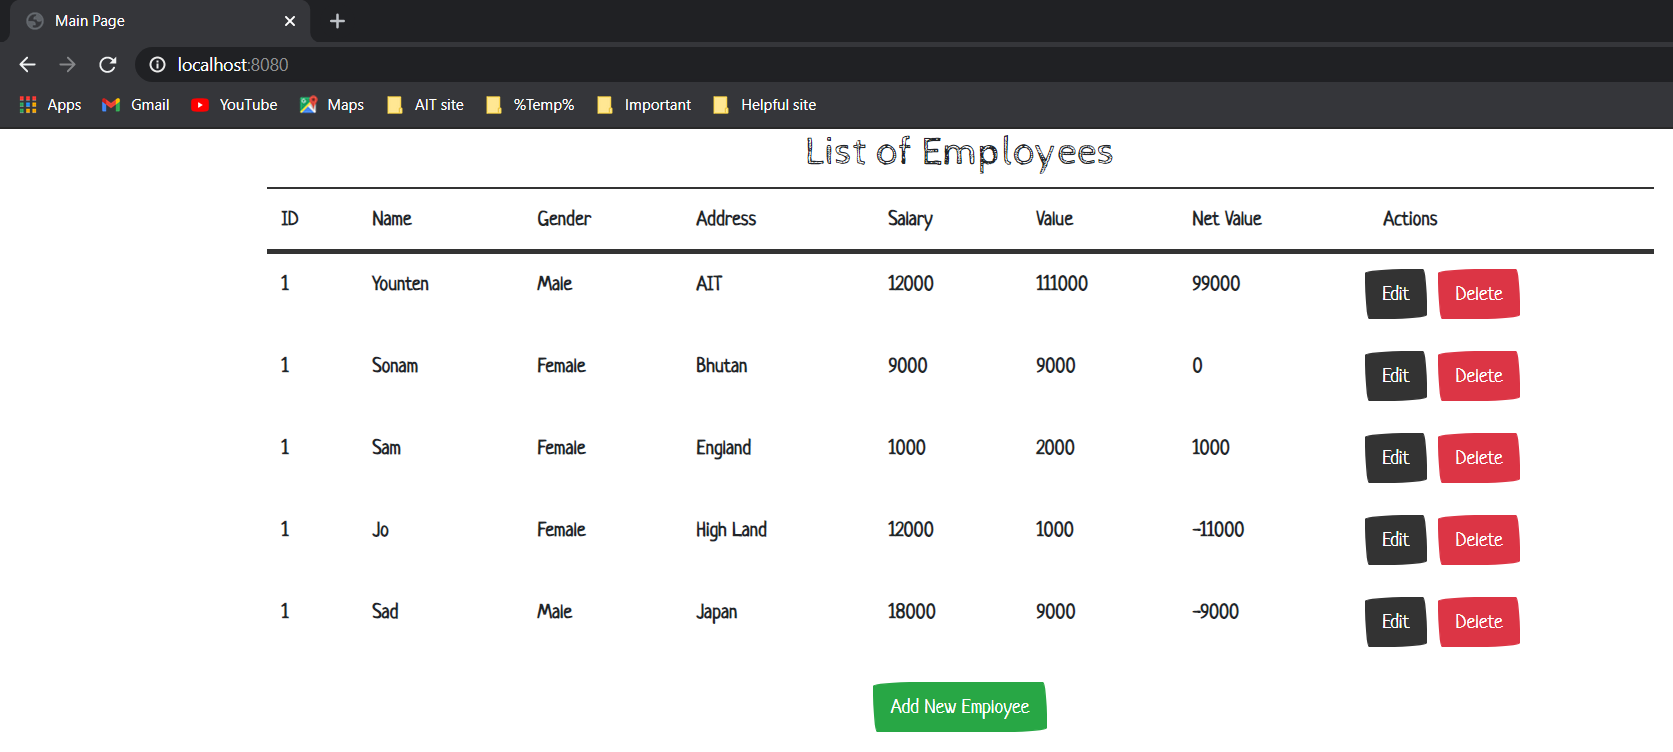 Main Page
localhost:8080
Apps Gmail YouTube Maps AIT site %Temp% Important Helpful site
List of Employees
ID Name Gender Address Salary Value Net Value Actions
1 Younten Male AIT 12000 111000 99000 Edit Delete
1 Sonam Female Bhutan 9000 9000 0 Edit Delete
1 Sam Female England 1000 2000 1000 Edit Delete
1 Jo Female High Land 12000 1000 -11000 Edit Delete
1 Sad Male Japan 18000 9000 -9000 Edit Delete
Add New Employee